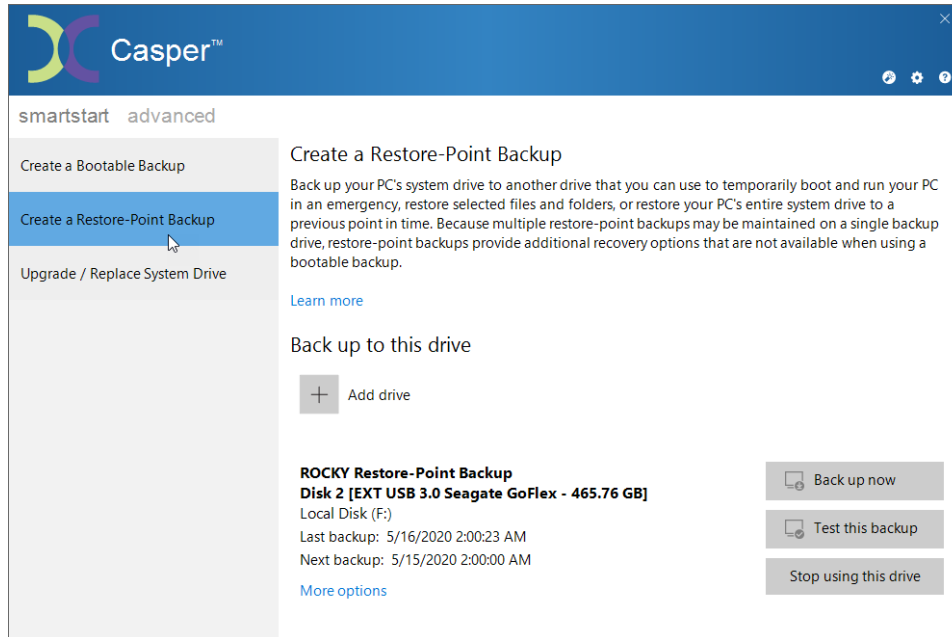 Casper™
smartstart advanced
Create a Bootable Backup
Create a Restore-Point Backup
Upgrade / Replace System Drive
Create a Restore-Point Backup
Back up your PC's system drive to another drive that you can use to temporarily boot and run your PC
in an emergency, restore selected files and folders, or restore your PC's entire system drive to a
previous point in time. Because multiple restore-point backups may be maintained on a single backup
drive, restore-point backups provide additional recovery options that are not available when using a
bootable backup.
Learn more
Back up to this drive
Add drive
ROCKY Restore-Point Backup
Disk 2 [EXT USB 3.0 Seagate GoFlex - 465.76 GB]
Local Disk (F:)
Last backup: 5/16/2020 2:00:23 AM
Next backup: 5/15/2020 2:00:00 AM
More options
Back up now
Test this backup
Stop using this drive